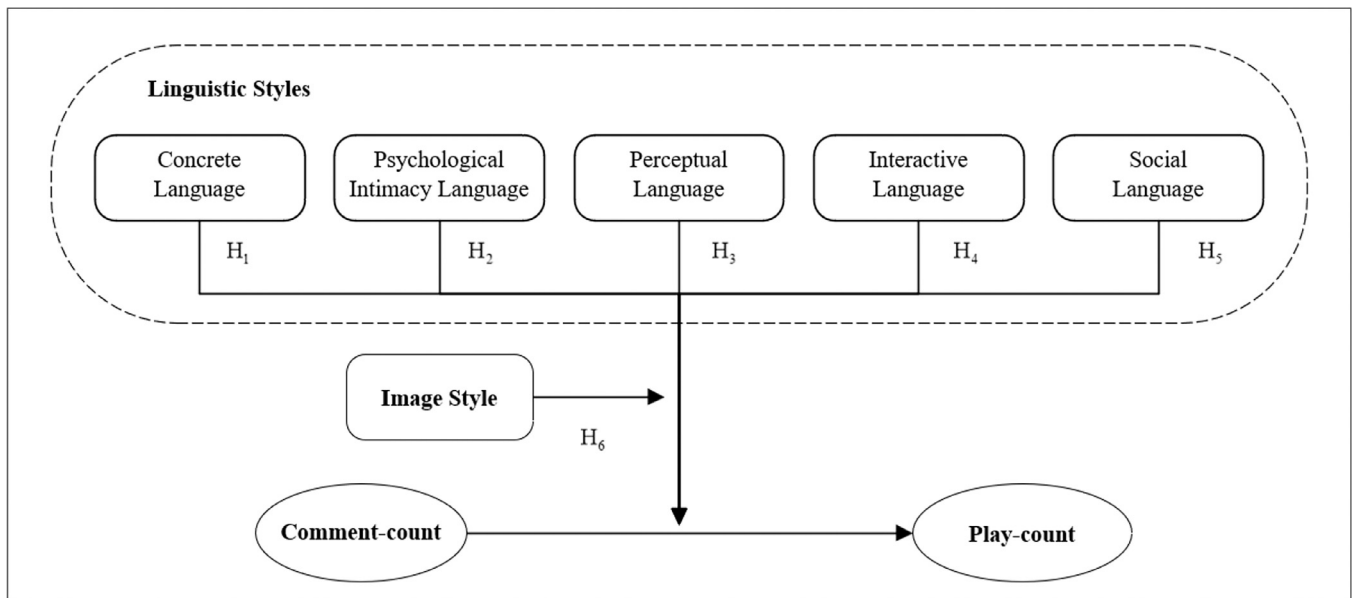 Linguistic Styles
Concrete
Language
Psychological
Intimacy Language
Perceptual
Language
Interactive
Language
Social
Language
H₁
H₂
H₃
H₄
H₅
Image Style
H₆
Comment-count
Play-count